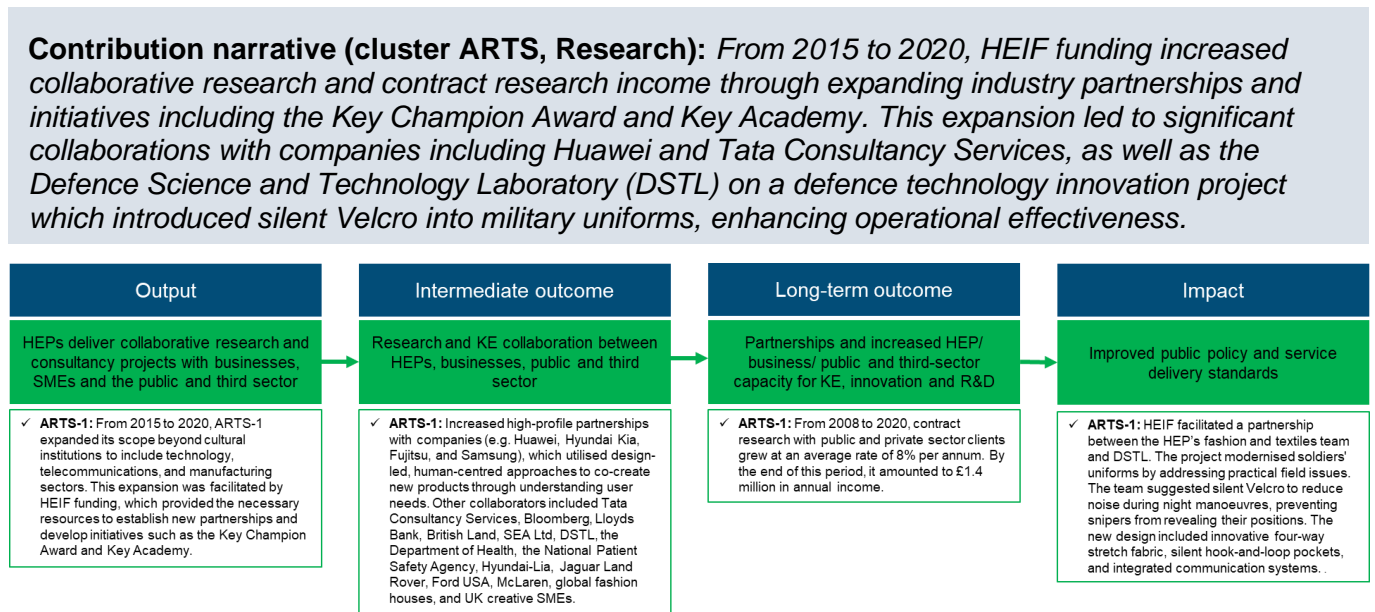 Contribution narrative (cluster ARTS, Research): From 2015 to 2020, HEIF funding increased
collaborative research and contract research income through expanding industry partnerships and
initiatives including the Key Champion Award and Key Academy. This expansion led to significant
collaborations with companies including Huawei and Tata Consultancy Services, as well as the
Defence Science and Technology Laboratory (DSTL) on a defence technology innovation project
which introduced silent Velcro into military uniforms, enhancing operational effectiveness.
Output
HEPs deliver collaborative research and
consultancy projects with businesses,
SMEs and the public and third sector
✓ ARTS-1: From 2015 to 2020, ARTS-1
expanded its scope beyond cultural
institutions to include technology,
telecommunications, and manufacturing
sectors. This expansion was facilitated by
HEIF funding, which provided the necessary
resources to establish new partnerships and
develop initiatives such as the Key Champion
Award and Key Academy.
Intermediate outcome
Research and KE collaboration between
HEPs, businesses, public and third
sector
✓ ARTS-1: Increased high-profile partnerships
with companies (e.g. Huawei, Hyundai Kia,
Fujitsu, and Samsung), which utilised design-
led, human-centred approaches to co-create
new products through understanding user
needs. Other collaborators included Tata
Consultancy Services, Bloomberg, Lloyds
Bank, British Land, SEA Ltd, DSTL, the
Department of Health, the National Patient
Safety Agency, Hyundai-Lia, Jaguar Land
Rover, Ford USA, McLaren, global fashion
houses, and UK creative SMEs.
Long-term outcome
Partnerships and increased HEP/
business/ public and third-sector
capacity for KE, innovation and R&D
✓ ARTS-1: From 2008 to 2020, contract
research with public and private sector clients
grew at an average rate of 8% per annum. By
the end of this period, it amounted to £1.4
million in annual income.
Impact
Improved public policy and service
delivery standards
✓ ARTS-1: HEIF facilitated a partnership
between the HEP's fashion and textiles team
and DSTL. The project modernised soldiers'
uniforms by addressing practical field issues.
The team suggested silent Velcro to reduce
noise during night manoeuvres, preventing
snipers from revealing their positions. The
new design included innovative four-way
stretch fabric, silent hook-and-loop pockets,
and integrated communication systems. .